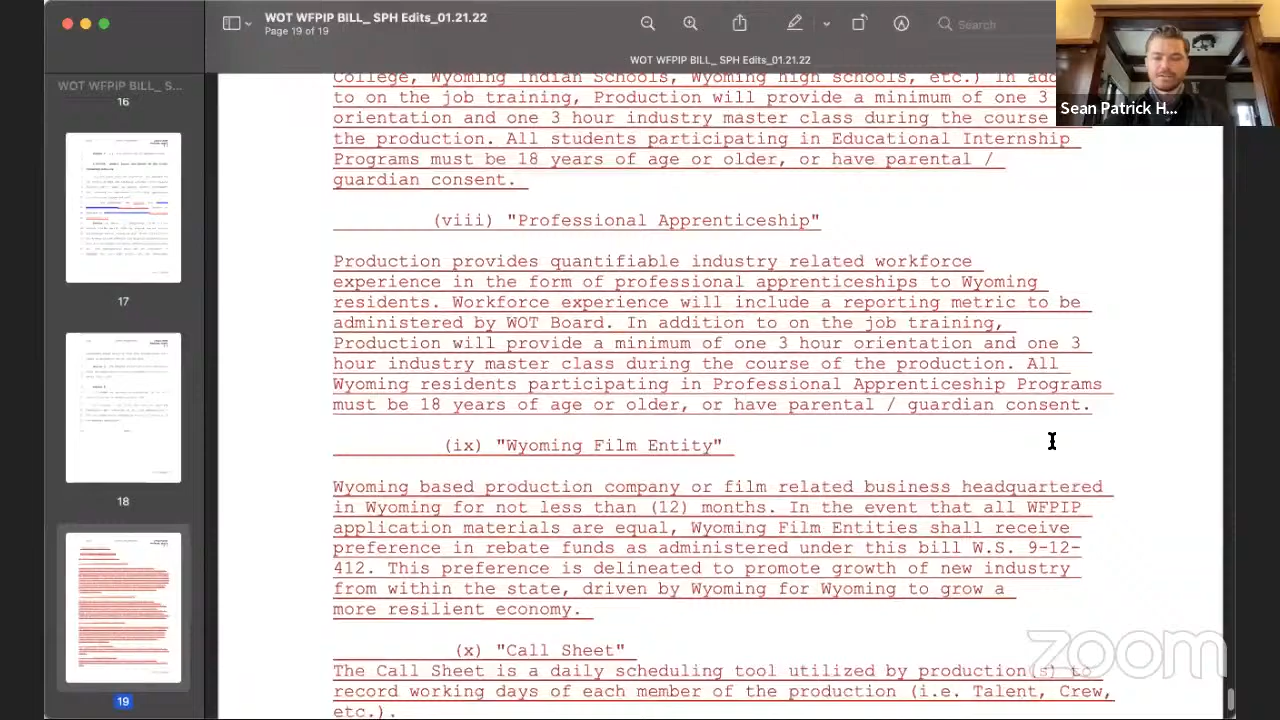 WOT WFPIP BILL_ SPH Edits_01.21.22
Page 19 of 19
Search
WOT WFPIP BILL_ SPH Edits_01.21.22
WOT WFPIP BILL_ SP...
Sean Patrick H...
16
17
18
19
College, Wyoming Indian Schools, Wyoming high schools, etc.) In
to on the job training, Production will provide a minimum of one 3
orientation and one 3 hour industry master class during the course
the production. All students participating in Educational Internship
Programs must be 18 years of age or older, or have parental /
guardian consent.
(viii) "Professional Apprenticeship"
Production provides quantifiable industry related workforce
experience in the form of professional apprenticeships to Wyoming
residents. Workforce experience will include a reporting metric to be
administered by WOT Board. In addition to on the job training,
Production will provide a minimum of one 3 hour orientation and one 3
hour industry master class during the course of the production. All
Wyoming residents participating in Professional Apprenticeship Programs
must be 18 years of age or older, or have parental / guardian consent.
(ix) "Wyoming Film Entity"
Wyoming based production company or film related business headquartered
in Wyoming for not less than (12) months. In the event that all WFPIP
application materials are equal, Wyoming Film Entities shall receive
preference in rebate funds as administered under this bill W.S. 9-12-
412. This preference is delineated to promote growth of new industry
from within the state, driven by Wyoming for Wyoming to grow a
more resilient economy.
(x) "Call Sheet"
The Call Sheet is a daily scheduling tool utilized by production(s) to
record working days of each member of the production (i.e. Talent, Crew,
etc.).
zoom